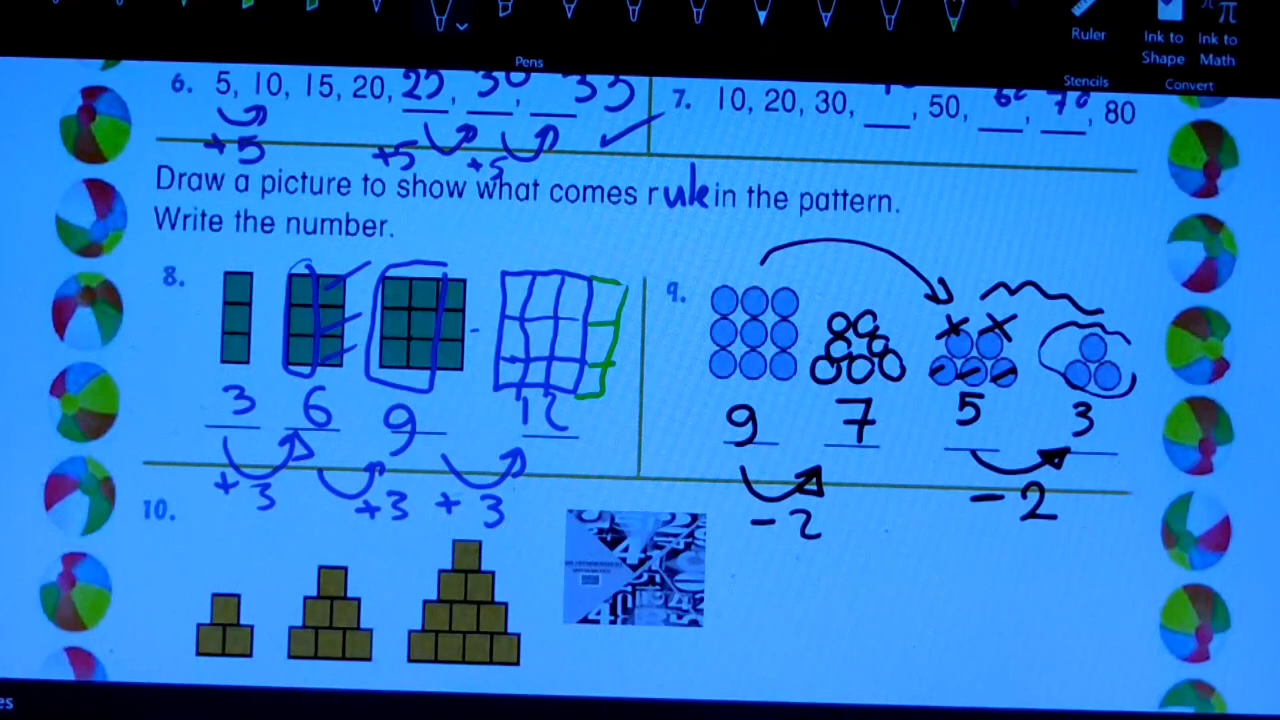 Pens
Ruler
Ink to Shape
Ink to Math
Stencils
Convert
6. 5, 10, 15, 20, 25, 30, 35
+5 +5 +5
7. 10, 20, 30, __, 50, 60, 70, 80
Draw a picture to show what comes rule in the pattern.
Write the number.
8.
3 6 9 12
+3 +3 +3
9.
9 7 5 3
-2 -2
10.
es